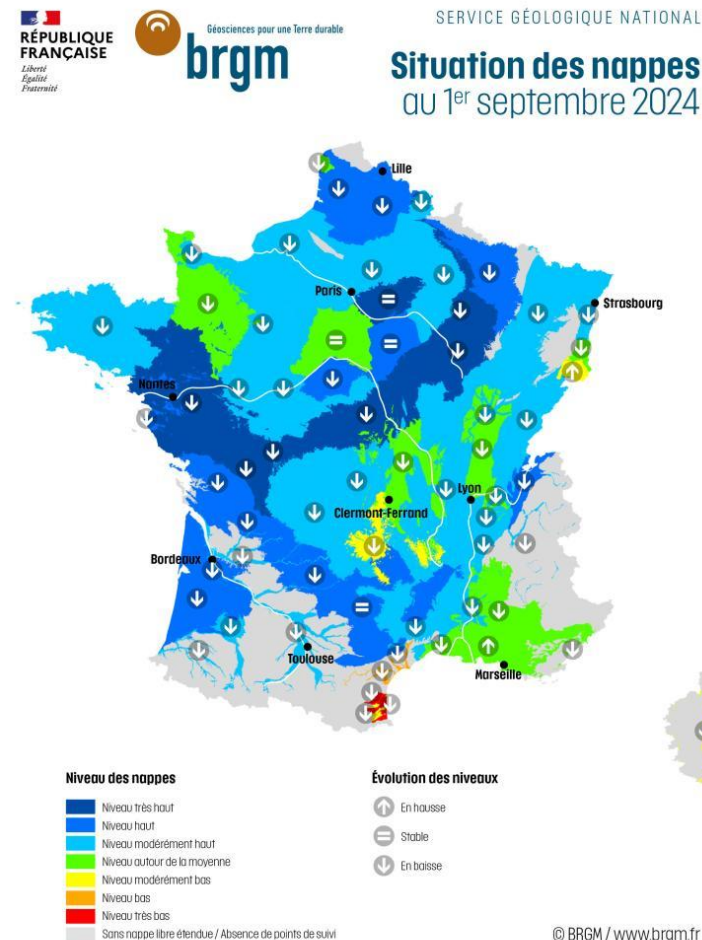 RÉPUBLIQUE
FRANÇAISE
Liberté
Égalité
Fraternité
Géosciences pour une Terre durable
brgm
SERVICE GÉOLOGIQUE NATIONAL
Situation des nappes
au 1er septembre 2024
Lille
Paris
Strasbourg
Nantes
Lyon
Clermont-Ferrand
Bordeaux
Toulouse
Marseille
Niveau des nappes
Niveau très haut
Niveau haut
Niveau modérément haut
Niveau autour de la moyenne
Niveau modérément bas
Niveau bas
Niveau très bas
Sans nappe libre étendue / Absence de points de suivi
Évolution des niveaux
En hausse
Stable
En baisse
© BRGM / www.brgm.fr